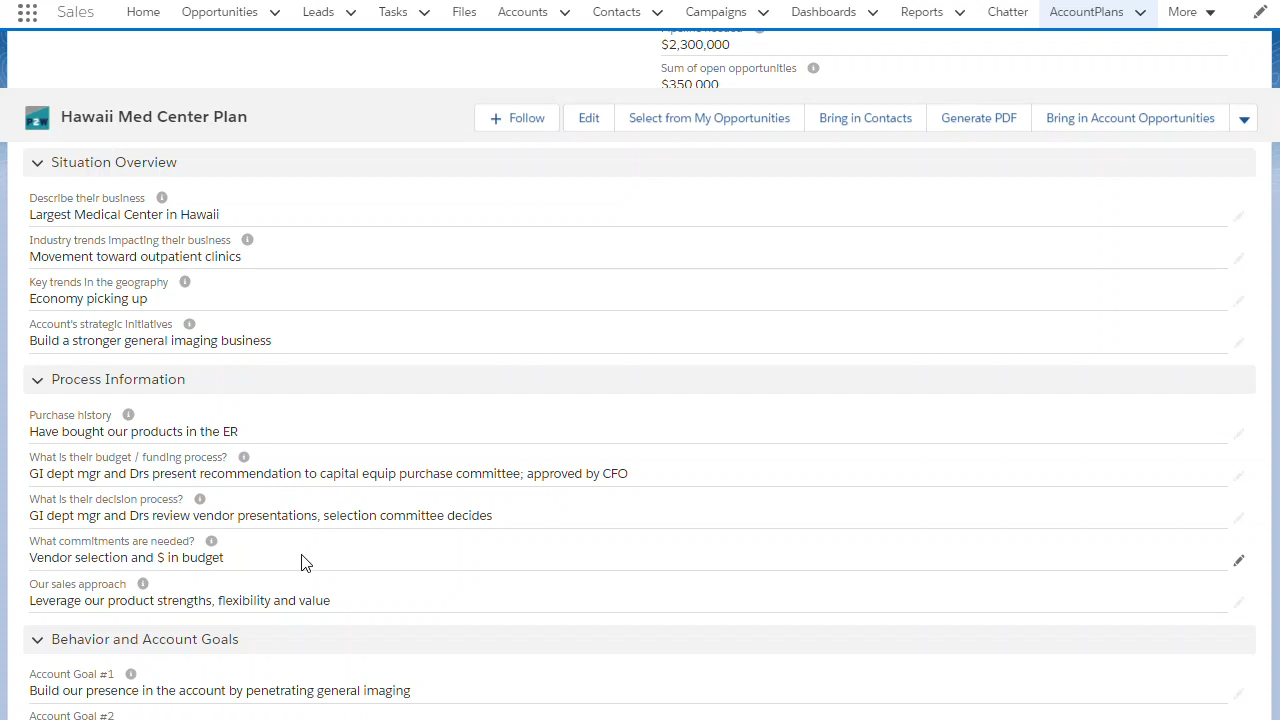 Sales Home Opportunities Leads Tasks Files Accounts Contacts Campaigns Dashboards Reports Chatter AccountPlans More
$2,300,000
Sum of open opportunities
$350,000
P2W Hawaii Med Center Plan + Follow Edit Select from My Opportunities Bring in Contacts Generate PDF Bring in Account Opportunities
Situation Overview
Describe their business
Largest Medical Center in Hawaii
Industry trends impacting their business
Movement toward outpatient clinics
Key trends in the geography
Economy picking up
Account's strategic initiatives
Build a stronger general imaging business
Process Information
Purchase history
Have bought our products in the ER
What is their budget / funding process?
GI dept mgr and Drs present recommendation to capital equip purchase committee; approved by CFO
What is their decision process?
GI dept mgr and Drs review vendor presentations, selection committee decides
What commitments are needed?
Vendor selection and $ in budget
Our sales approach
Leverage our product strengths, flexibility and value
Behavior and Account Goals
Account Goal #1
Build our presence in the account by penetrating general imaging
Account Goal #2